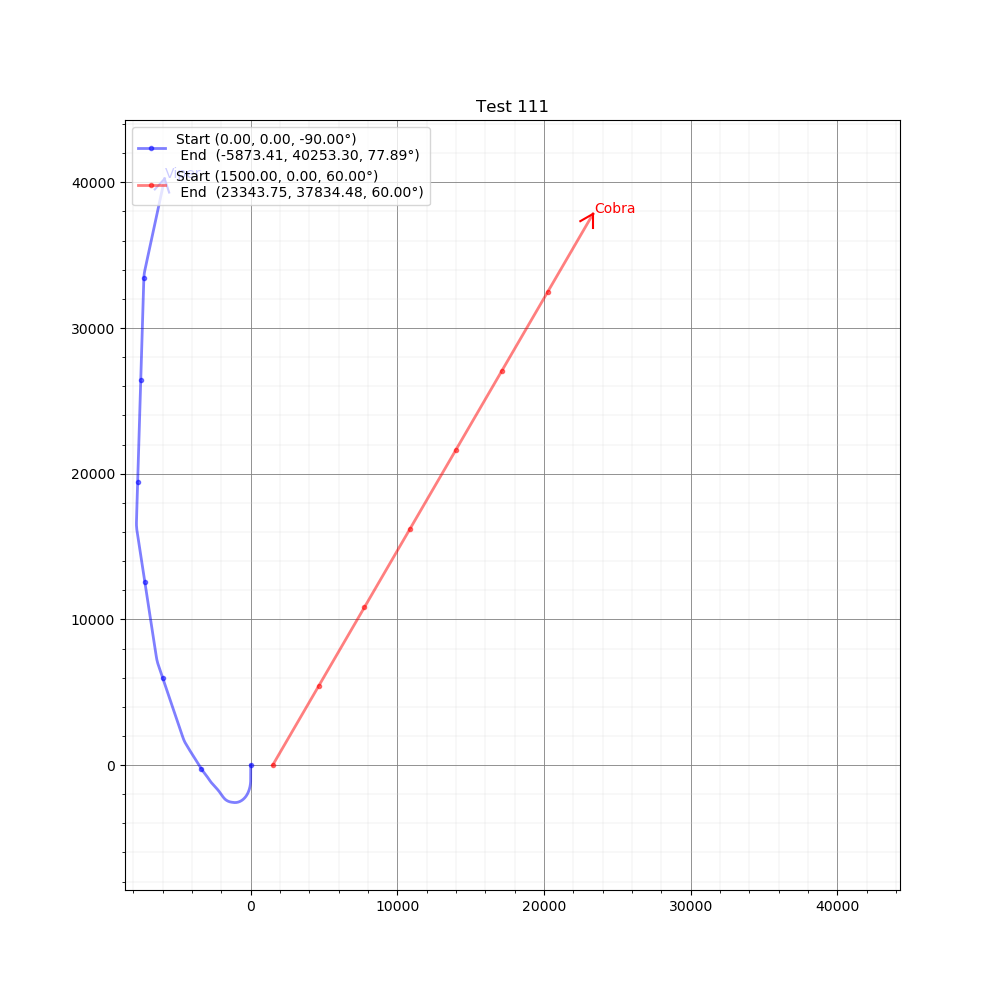 Test 111
Start (0.00, 0.00, -90.00°)
End (-5873.41, 40253.30, 77.89°)
Start (1500.00, 0.00, 60.00°)
End (23343.75, 37834.48, 60.00°)
Cobra
40000
30000
20000
10000
0
0
10000
20000
30000
40000